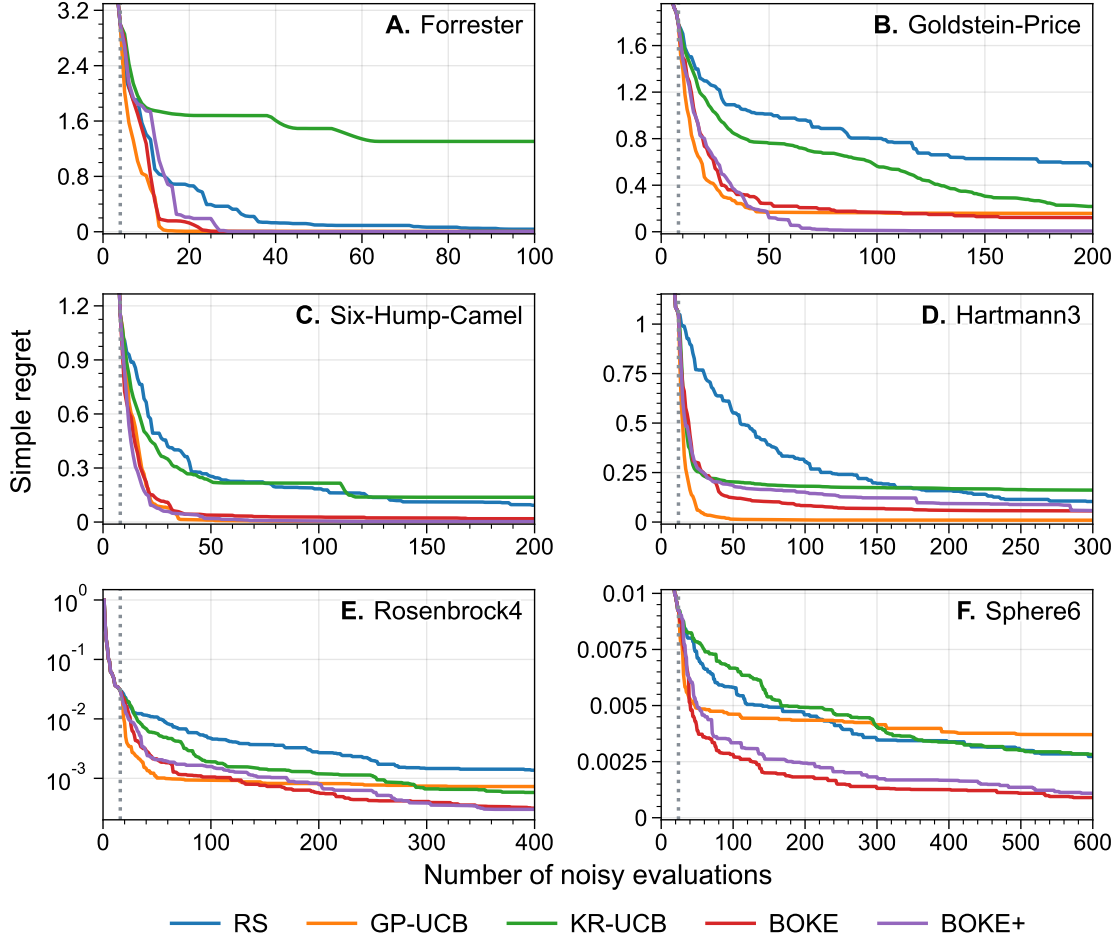 A. Forrester
3.2
2.4
1.6
0.8
0
0 20 40 60 80 100
B. Goldstein-Price
1.6
1.2
0.8
0.4
0
0 50 100 150 200
C. Six-Hump-Camel
1.2
0.9
0.6
0.3
0
0 50 100 150 200
D. Hartmann3
1
0.75
0.5
0.25
0
0 50 100 150 200 250 300
Simple regret
E. Rosenbrock4
10^0
10^-1
10^-2
10^-3
0 100 200 300 400
F. Sphere6
0.01
0.0075
0.005
0.0025
0
0 100 200 300 400 500 600
Number of noisy evaluations
RS GP-UCB KR-UCB BOKE BOKE+